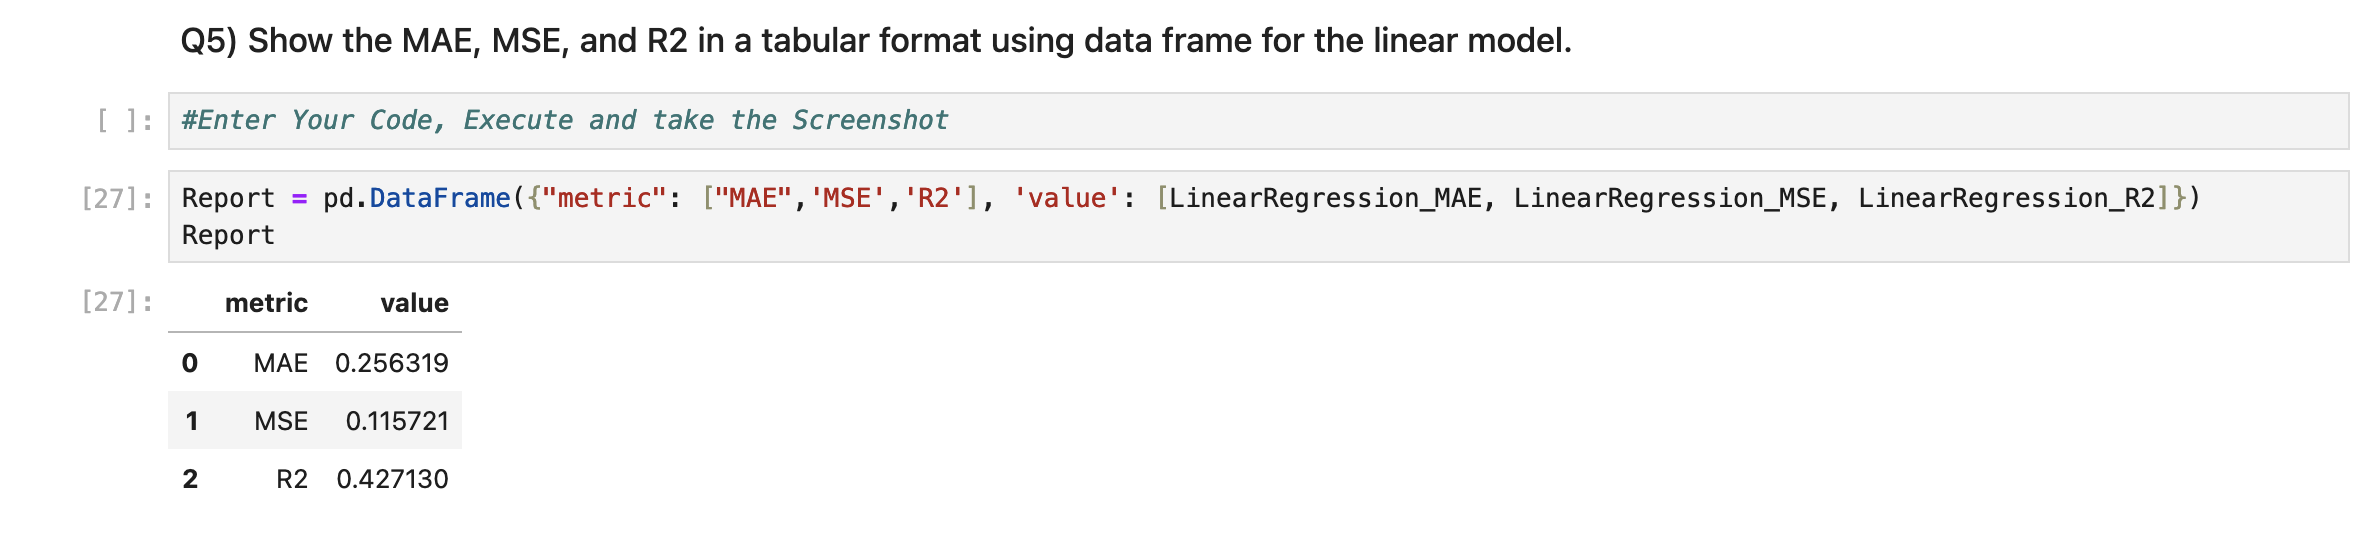 Q5) Show the MAE, MSE, and R2 in a tabular format using data frame for the linear model.
[ ]: #Enter Your Code, Execute and take the Screenshot
[27]: Report = pd.DataFrame({"metric": ["MAE",'MSE','R2'], 'value': [LinearRegression_MAE, LinearRegression_MSE, LinearRegression_R2]})
Report
[27]: metric value
0 MAE 0.256319
1 MSE 0.115721
2 R2 0.427130